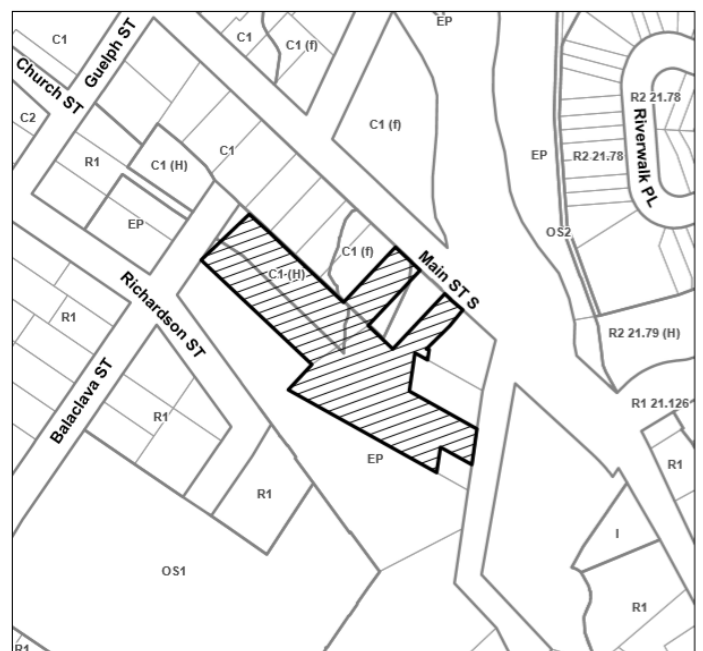 C1
Guelph ST
C1
C1 (f)
EP
Church ST
C2
R1
C1 (H)
C1
C1 (f)
R2 21.78
Riverwalk PL
EP
R2 21.78
EP
OS2
C1 (f)
Main ST S
C1 (H)
Richardson ST
R1
R2 21.79 (H)
Balaclava ST
R1
R1 21.126
EP
R1
R1
I
OS1
R1
R1